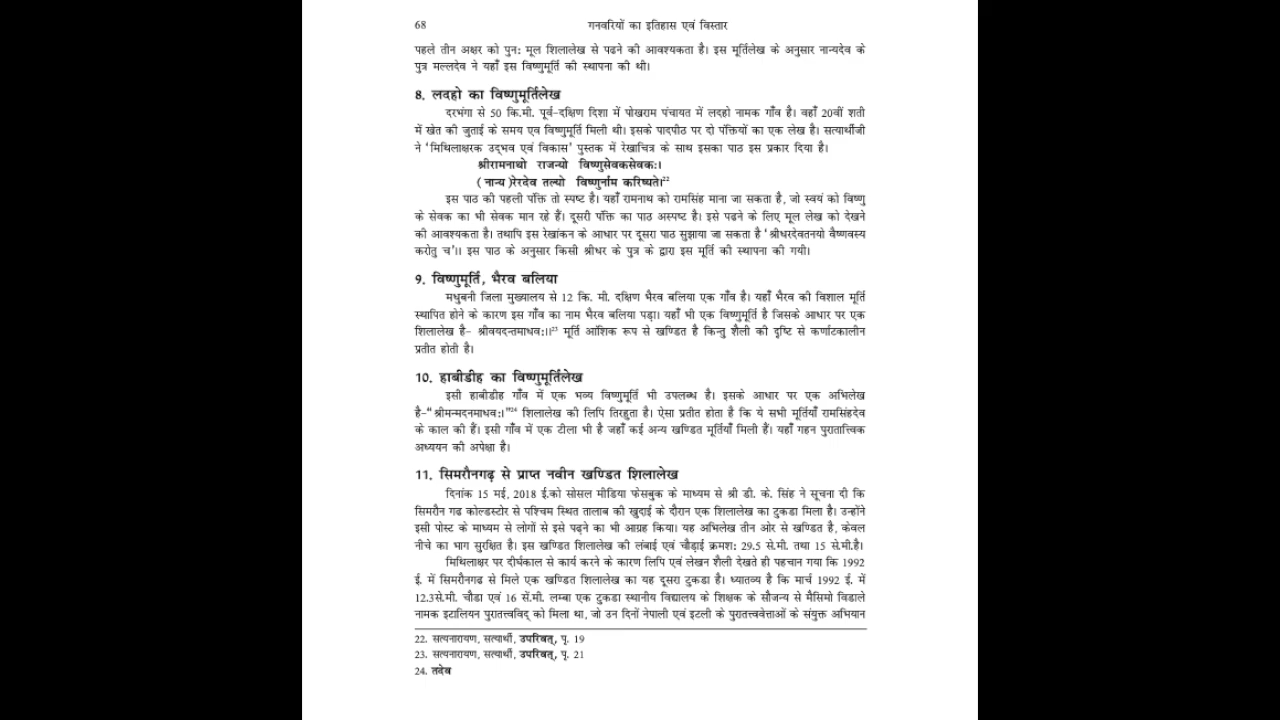 68
गनवरियों का इतिहास एवं विस्तार
पहले तीन अक्षर को पुन: मूल शिलालेख से पढने की आवश्यकता है। इस मूर्तिलेख के अनुसार नान्यदेव के
पुत्र मल्लदेव ने यहाँ इस विष्णुमूर्ति की स्थापना की थी।
8. लदहो का विष्णुमूर्तिलेख
दरभंगा से 50 कि.मी. पूर्व-दक्षिण दिशा में पोखराम पंचायत में लदहो नामक गाँव है। वहाँ 20वीं शती
में खेत की जुताई के समय एव विष्णुमूर्ति मिली थी। इसके पादपीठ पर दो पंक्तियों का एक लेख है। सत्यार्थीजी
ने ‘मिथिलाक्षरक उद्भव एवं विकास’ पुस्तक में रेखाचित्र के साथ इसका पाठ इस प्रकार दिया है।
श्रीरामनाथो राजन्यो विष्णुसेवकसेवक:।
(नान्य)रेरदेव तल्यो विष्णुर्नाम करिष्यते।22
इस पाठ की पहली पंक्ति तो स्पष्ट है। यहाँ रामनाथ को रामसिंह माना जा सकता है, जो स्वयं को विष्णु
के सेवक का भी सेवक मान रहे हैं। दूसरी पंक्ति का पाठ अस्पष्ट है। इसे पढने के लिए मूल लेख को देखने
की आवश्यकता है। तथापि इस रेखांकन के आधार पर दूसरा पाठ सुझाया जा सकता है ‘श्रीधरदेवतनयो वैष्णवस्य
करोतु च’।। इस पाठ के अनुसार किसी श्रीधर के पुत्र के द्वारा इस मूर्ति की स्थापना की गयी।
9. विष्णुमूर्ति, भैरव बलिया
मधुबनी जिला मुख्यालय से 12 कि. मी. दक्षिण भैरव बलिया एक गाँव है। यहाँ भैरव की विशाल मूर्ति
स्थापित होने के कारण इस गाँव का नाम भैरव बलिया पड़ा। यहाँ भी एक विष्णुमूर्ति है जिसके आधार पर एक
शिलालेख है- श्रीवयदन्तमाधव:।।23 मूर्ति आंशिक रूप से खण्डित है किन्तु शैली की दृष्टि से कर्णाटकालीन
प्रतीत होती है।
10. हाबीडीह का विष्णुमूर्तिलेख
इसी हाबीडीह गाँव में एक भव्य विष्णुमूर्ति भी उपलब्ध है। इसके आधार पर एक अभिलेख
है-“श्रीमन्मदनमाधव:।”24 शिलालेख की लिपि तिरहुता है। ऐसा प्रतीत होता है कि ये सभी मूर्तियाँ रामसिंहदेव
के काल की हैं। इसी गाँव में एक टीला भी है जहाँ कई अन्य खण्डित मूर्तियाँ मिली हैं। यहाँ गहन पुरातात्त्विक
अध्ययन की अपेक्षा है।
11. सिमरौनगढ़ से प्राप्त नवीन खण्डित शिलालेख
दिनांक 15 मई, 2018 ई.को सोसल मीडिया फेसबुक के माध्यम से श्री डी. के. सिंह ने सूचना दी कि
सिमरौन गढ कोल्डस्टोर से पश्चिम स्थित तालाब की खुदाई के दौरान एक शिलालेख का टुकडा मिला है। उन्होंने
इसी पोस्ट के माध्यम से लोगों से इसे पढ़ने का भी आग्रह किया। यह अभिलेख तीन ओर से खण्डित है, केवल
नीचे का भाग सुरक्षित है। इस खण्डित शिलालेख की लंबाई एवं चौड़ाई क्रमश: 29.5 से.मी. तथा 15 से.मी.है।
मिथिलाक्षर पर दीर्घकाल से कार्य करने के कारण लिपि एवं लेखन शैली देखते ही पहचान गया कि 1992
ई. में सिमरौनगढ से मिले एक खण्डित शिलालेख का यह दूसरा टुकडा है। ध्यातव्य है कि मार्च 1992 ई. में
12.3से.मी. चौडा एवं 16 सें.मी. लम्बा एक टुकडा स्थानीय विद्यालय के शिक्षक के सौजन्य से मैसिमो विडाले
नामक इटालियन पुरातत्त्वविद् को मिला था, जो उन दिनों नेपाली एवं इटली के पुरातत्त्ववेत्ताओं के संयुक्त अभियान
22. सत्यनारायण, सत्यार्थी, उपरिवत्, पृ. 19
23. सत्यनारायण, सत्यार्थी, उपरिवत्, पृ. 21
24. तदेव